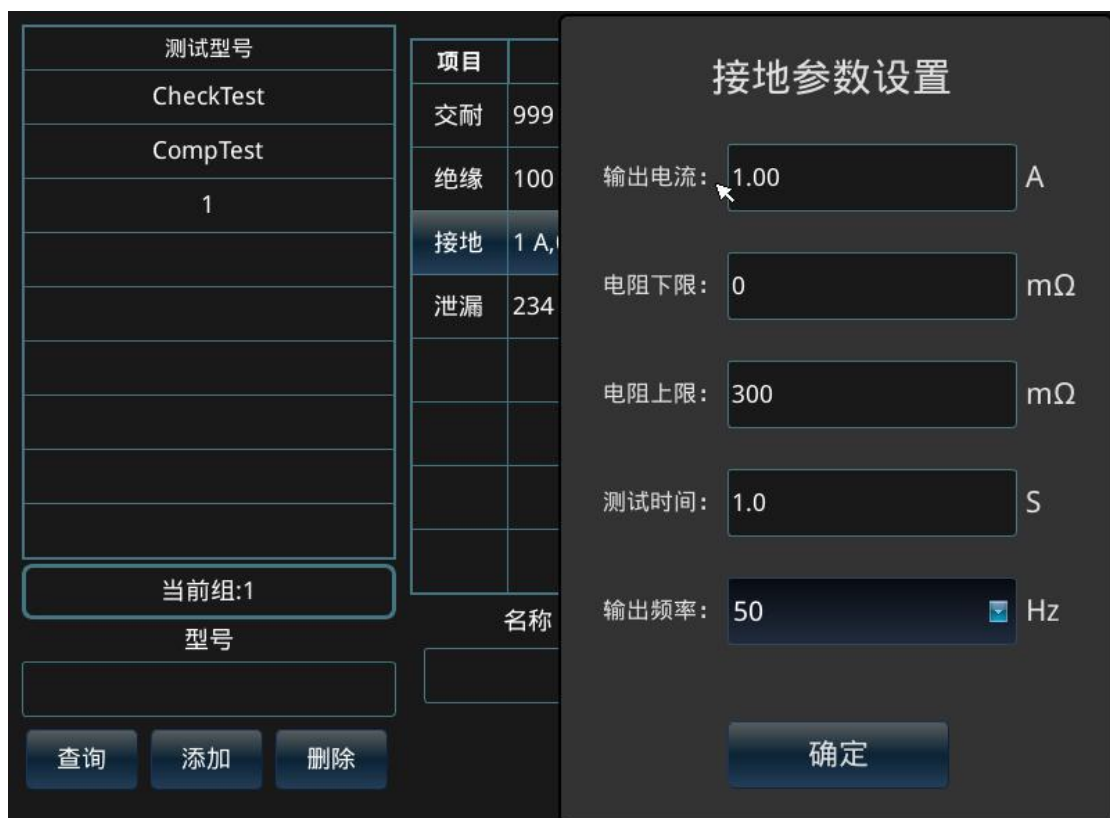 测试型号
CheckTest
CompTest
1
当前组:1
型号
查询 添加 删除
项目
交耐 999
绝缘 100
接地 1 A,
泄漏 234
名称
接地参数设置
输出电流: 1.00 A
电阻下限: 0 mΩ
电阻上限: 300 mΩ
测试时间: 1.0 S
输出频率: 50 Hz
确定